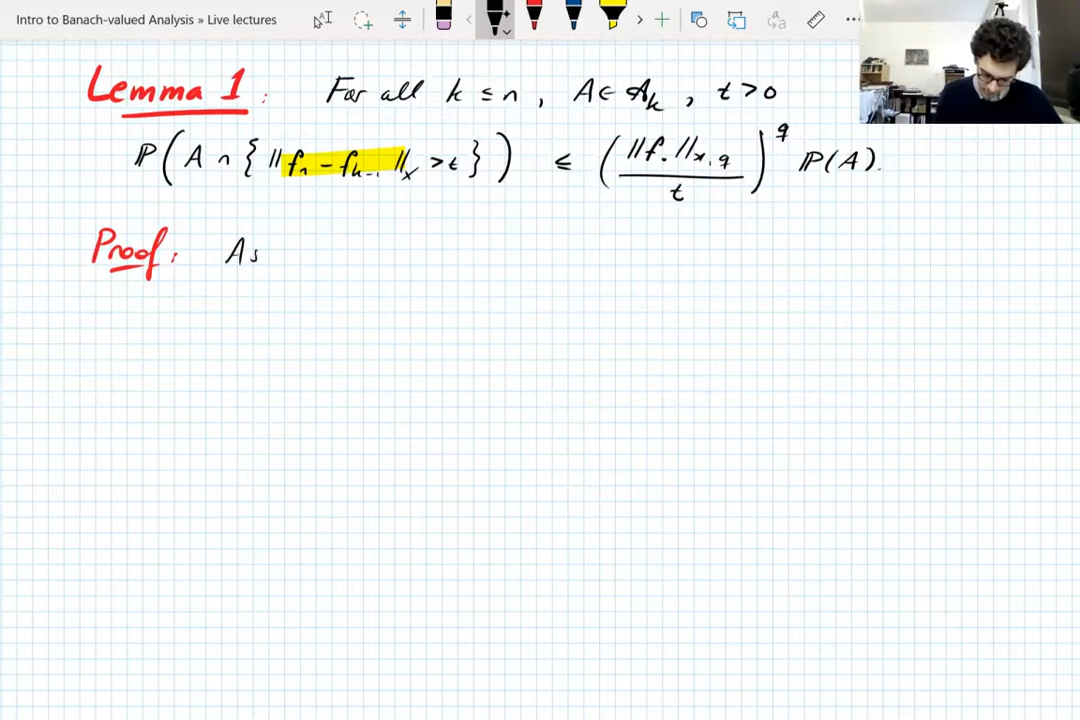 Intro to Banach-valued Analysis » Live lectures
Lemma 1: For all k ≤ n, A ∈ 𝒜_k, t > 0
ℙ(A ∩ {‖f_n − f_{k−1}‖_X > t}) ≤ (‖f.‖_{*,q} / t)^q ℙ(A).
Proof: As